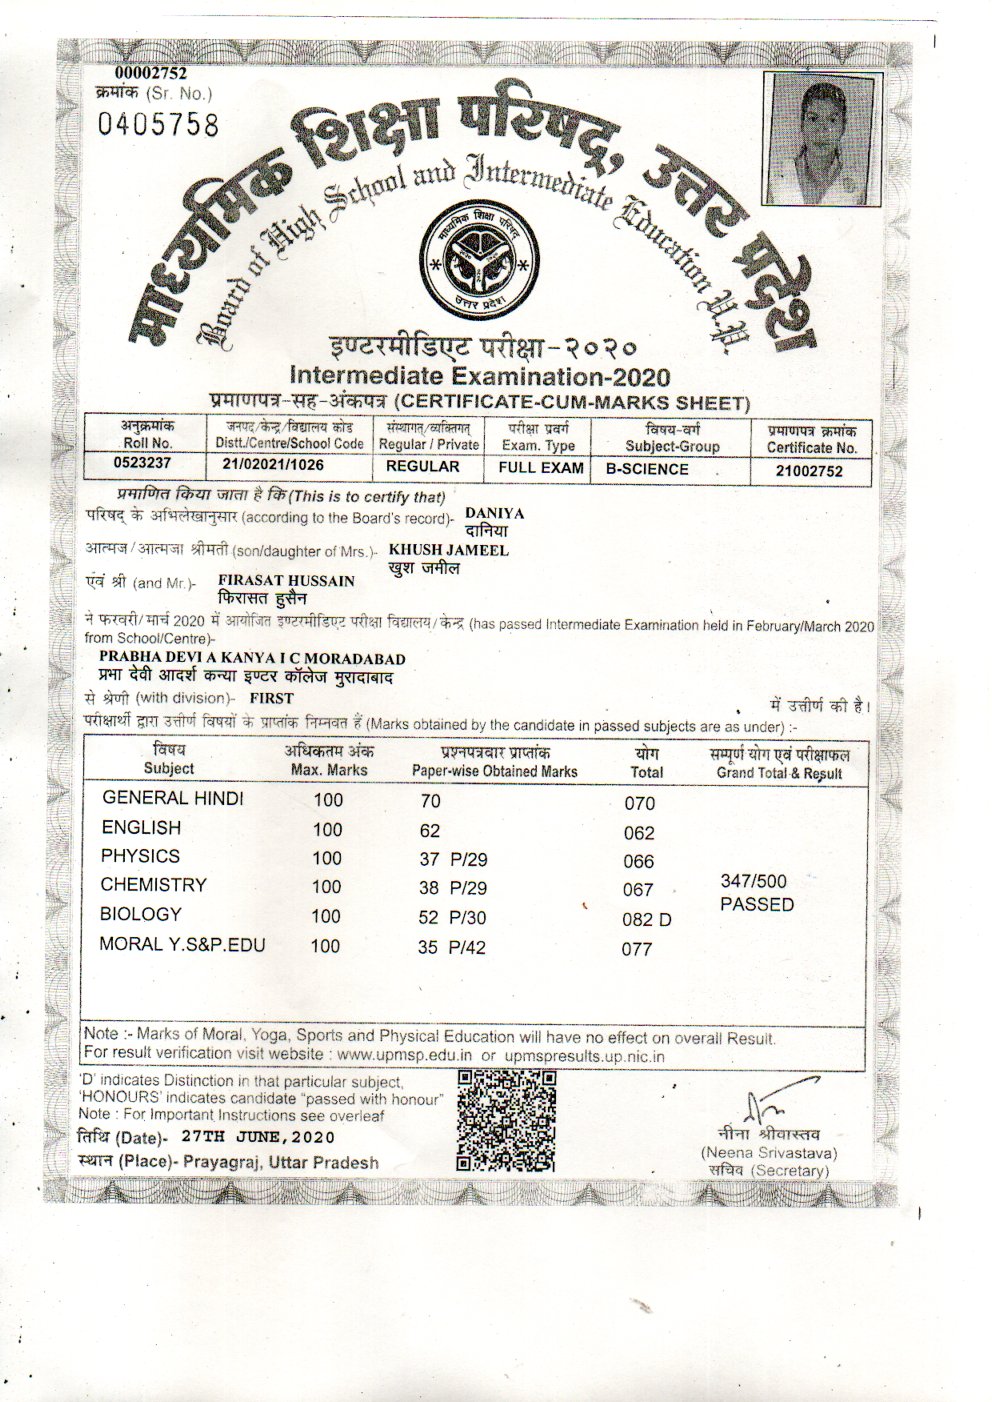 00002752
क्रमांक (Sr. No.)
0405758
माध्यमिक शिक्षा परिषद्, उत्तर प्रदेश
Board of High School and Intermediate Education U.P.
माध्यमिक शिक्षा परिषद
उत्तर प्रदेश
इण्टरमीडिएट परीक्षा-२०२०
Intermediate Examination-2020
प्रमाणपत्र-सह-अंकपत्र (CERTIFICATE-CUM-MARKS SHEET)
अनुक्रमांक जनपद/केन्द्र/विद्यालय कोड संस्थागत्/व्यक्तिगत् परीक्षा प्रवर्ग विषय-वर्ग प्रमाणपत्र क्रमांक
Roll No. Distt./Centre/School Code Regular / Private Exam. Type Subject-Group Certificate No.
0523237 21/02021/1026 REGULAR FULL EXAM B-SCIENCE 21002752
प्रमाणित किया जाता है कि (This is to certify that)
परिषद् के अभिलेखानुसार (according to the Board's record)- DANIYA
दानिया
आत्मज/आत्मजा श्रीमती (son/daughter of Mrs.)- KHUSH JAMEEL
खुश जमील
एवं श्री (and Mr.)- FIRASAT HUSSAIN
फिरासत हुसैन
ने फरवरी/मार्च 2020 में आयोजित इण्टरमीडिएट परीक्षा विद्यालय/केन्द्र (has passed Intermediate Examination held in February/March 2020
from School/Centre)-
PRABHA DEVI A KANYA I C MORADABAD
प्रभा देवी आदर्श कन्या इण्टर कॉलेज मुरादाबाद
से श्रेणी (with division)- FIRST में उत्तीर्ण की है।
परीक्षार्थी द्वारा उत्तीर्ण विषयों के प्राप्तांक निम्नवत हैं (Marks obtained by the candidate in passed subjects are as under) :-
विषय अधिकतम अंक प्रश्नपत्रवार प्राप्तांक योग सम्पूर्ण योग एवं परीक्षाफल
Subject Max. Marks Paper-wise Obtained Marks Total Grand Total & Result
GENERAL HINDI 100 70 070
ENGLISH 100 62 062
PHYSICS 100 37 P/29 066
CHEMISTRY 100 38 P/29 067 347/500
PASSED
BIOLOGY 100 52 P/30 082 D
MORAL Y.S&P.EDU 100 35 P/42 077
Note :- Marks of Moral, Yoga, Sports and Physical Education will have no effect on overall Result.
For result verification visit website : www.upmsp.edu.in or upmspresults.up.nic.in
'D' indicates Distinction in that particular subject,
'HONOURS' indicates candidate "passed with honour"
Note : For Important Instructions see overleaf
तिथि (Date)- 27TH JUNE,2020
स्थान (Place)- Prayagraj, Uttar Pradesh
नीना श्रीवास्तव
(Neena Srivastava)
सचिव (Secretary)